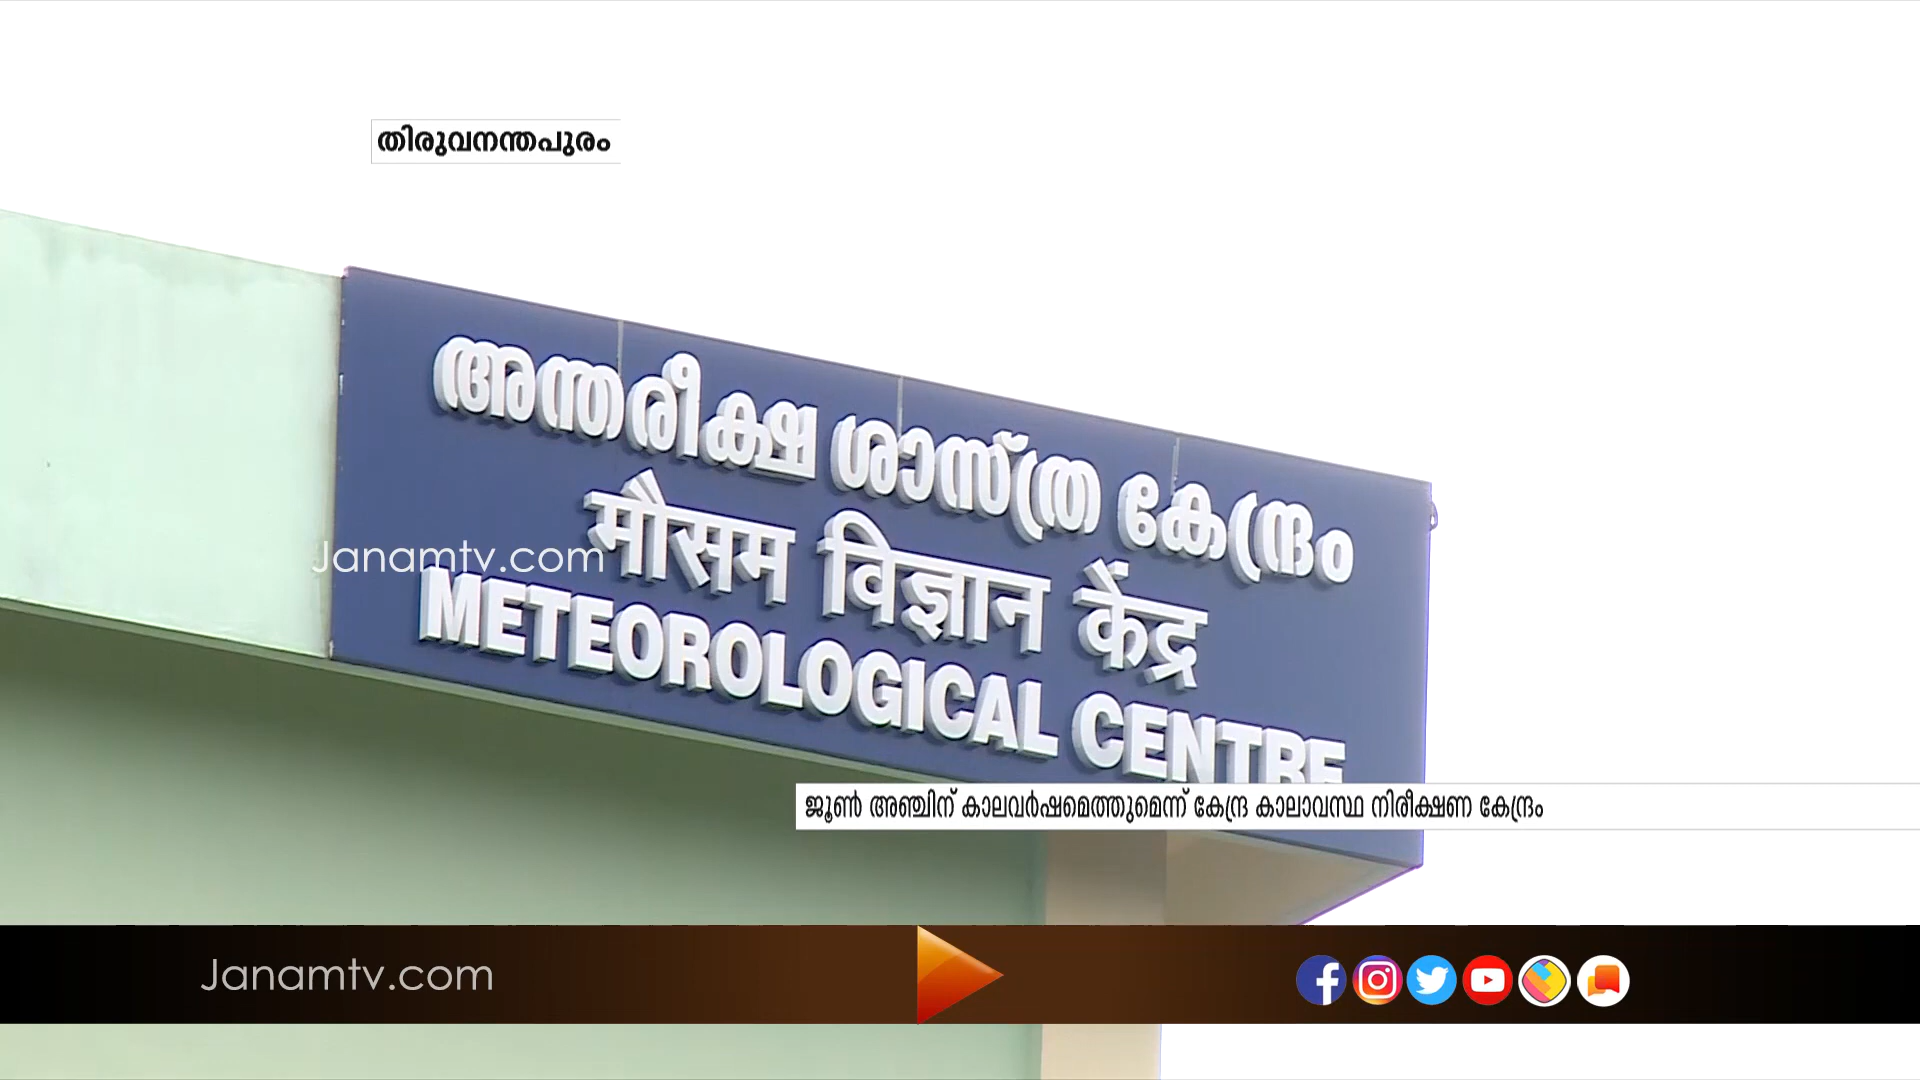 തിരുവനന്തപുരം
അന്തരീക്ഷ ശാസ്ത്ര കേന്ദ്രം
मौसम विज्ञान केंद्र
Janamtv.com
METEOROLOGICAL CENTRE
ജൂൺ അഞ്ചിന് കാലവർഷമെത്തുമെന്ന് കേന്ദ്ര കാലാവസ്ഥ നിരീക്ഷണ കേന്ദ്രം
Janamtv.com